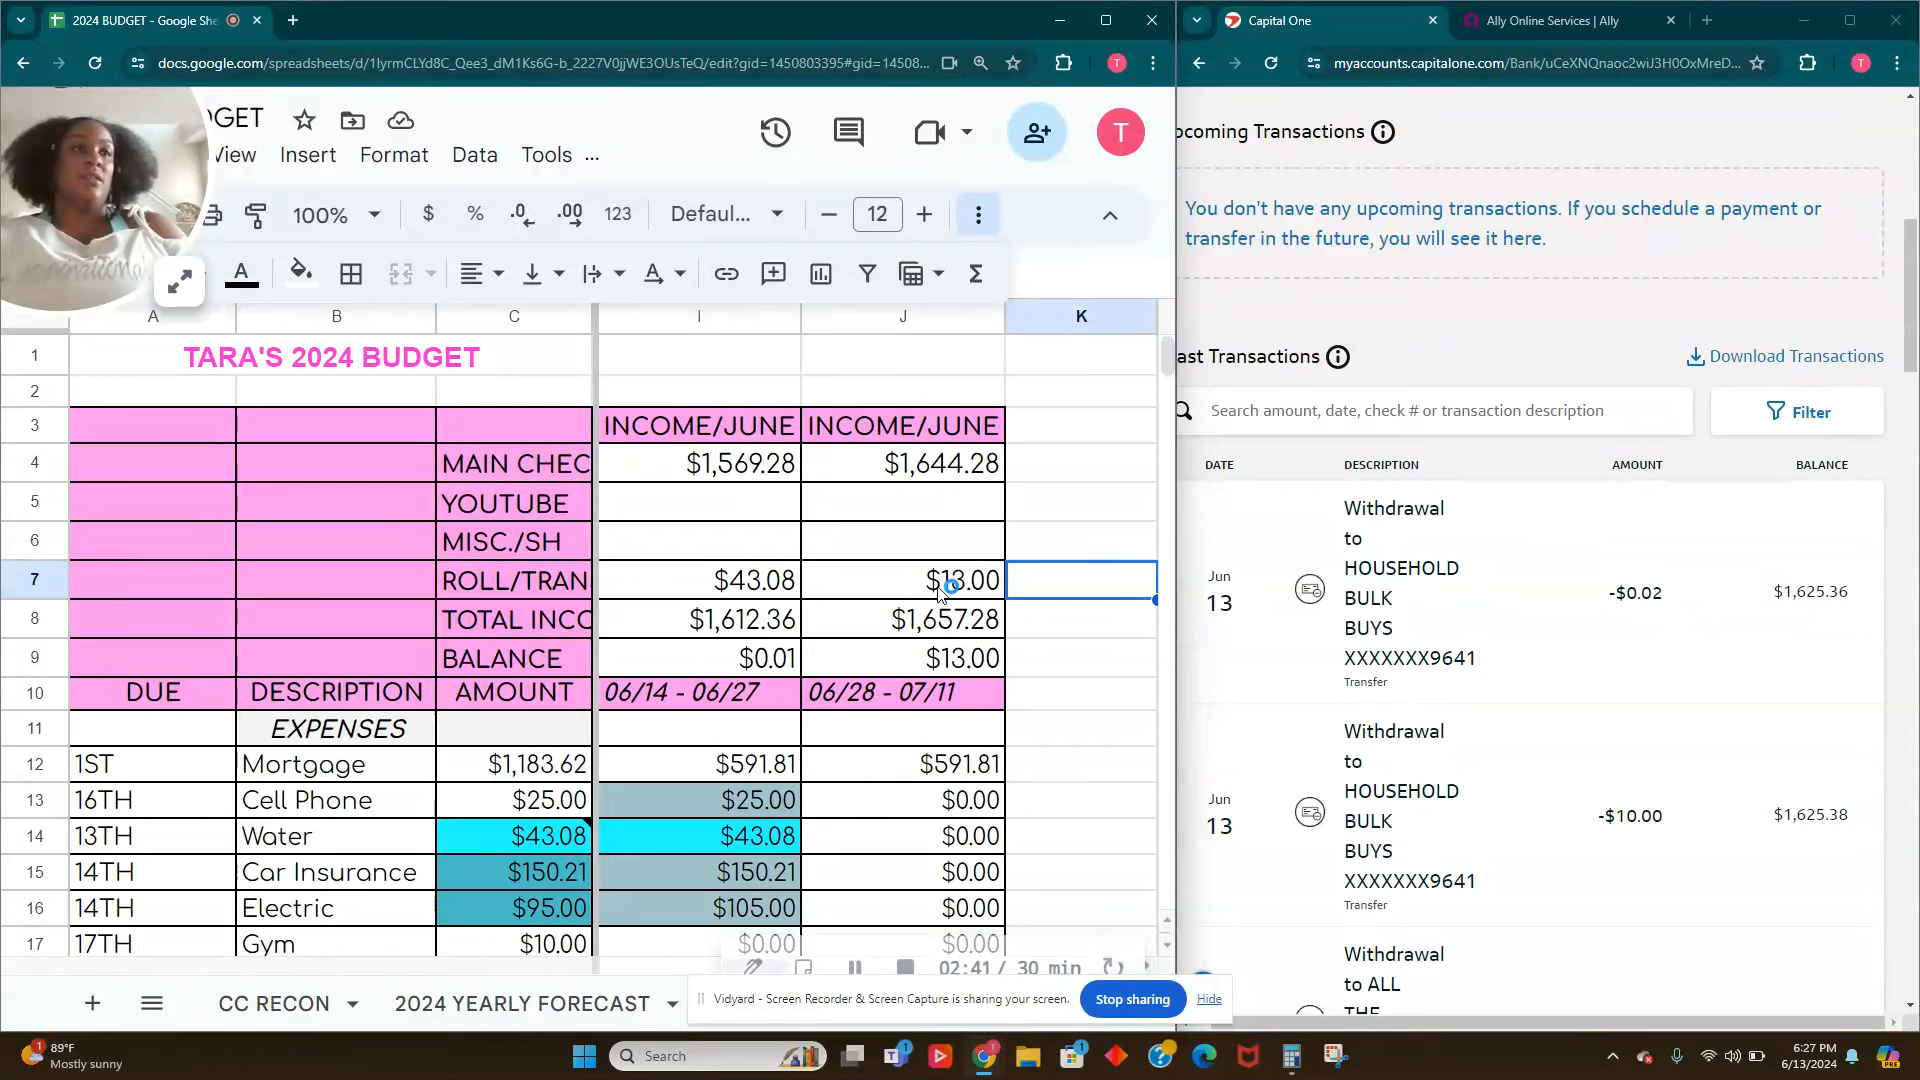 2024 BUDGET - Google She
docs.google.com/spreadsheets/d/1IyrmCLYd8C_Qee3_dM1Ks6G-b_2227V0jjWE3OUsTeQ/edit?gid=1450803395#gid=14508...
T
DGET
View Insert Format Data Tools ...
T
100% $ % .0 .00 123 Defaul... 12
A B C I J K
1 TARA'S 2024 BUDGET
2
3 INCOME/JUNE INCOME/JUNE
4 MAIN CHEC $1,569.28 $1,644.28
5 YOUTUBE
6 MISC./SH
7 ROLL/TRAN $43.08 $13.00
8 TOTAL INCO $1,612.36 $1,657.28
9 BALANCE $0.01 $13.00
10 DUE DESCRIPTION AMOUNT 06/14 - 06/27 06/28 - 07/11
11 EXPENSES
12 1ST Mortgage $1,183.62 $591.81 $591.81
13 16TH Cell Phone $25.00 $25.00 $0.00
14 13TH Water $43.08 $43.08 $0.00
15 14TH Car Insurance $150.21 $150.21 $0.00
16 14TH Electric $95.00 $105.00 $0.00
17 17TH Gym $10.00 $0.00 $0.00
02:41 / 30 min
CC RECON 2024 YEARLY FORECAST
Vidyard - Screen Recorder & Screen Capture is sharing your screen. Stop sharing Hide
Capital One
Ally Online Services | Ally
myaccounts.capitalone.com/Bank/uCeXNQnaoc2wiJ3H0OxMreD...
T
pcoming Transactions
You don't have any upcoming transactions. If you schedule a payment or
transfer in the future, you will see it here.
ast Transactions
Download Transactions
Search amount, date, check # or transaction description
Filter
DATE DESCRIPTION AMOUNT BALANCE
Jun
13
Withdrawal
to
HOUSEHOLD
BULK
BUYS
XXXXXXX9641
Transfer
-$0.02
$1,625.36
Jun
13
Withdrawal
to
HOUSEHOLD
BULK
BUYS
XXXXXXX9641
Transfer
-$10.00
$1,625.38
Withdrawal
to ALL
THE
1
89°F
Mostly sunny
Search
1
1
6:27 PM
6/13/2024
PRE